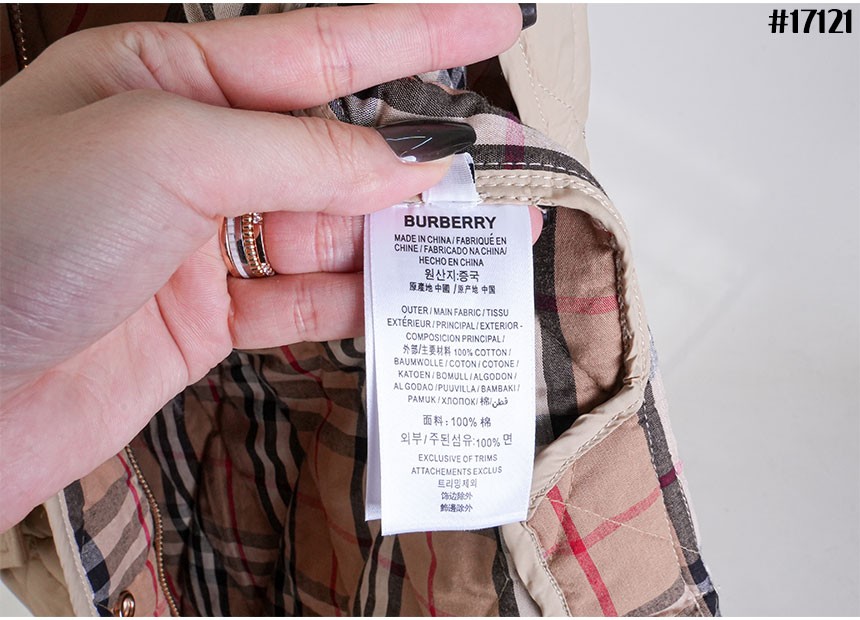 #17121
BURBERRY
MADE IN CHINA / FABRIQUÉ EN
CHINE / FABRICADO NA CHINA/
HECHO EN CHINA
원산지:중국
原產地 中國 / 原产地 中国
OUTER / MAIN FABRIC / TISSU
EXTÉRIEUR / PRINCIPAL / EXTERIOR-
COMPOSICION PRINCIPAL /
外部/主要材料 100% COTTON /
BAUMWOLLE / COTON / COTONE /
KATOEN / BOMULL / ALGODON /
ALGODAO / PUUVILLA / BAMBAKI /
PAMUK / ХЛОПОК/ 棉/قطن/
面料: 100% 棉
외부 / 주된섬유:100% 면
EXCLUSIVE OF TRIMS
ATTACHEMENTS EXCLUS
트리밍제외
饰边除外
飾邊除外